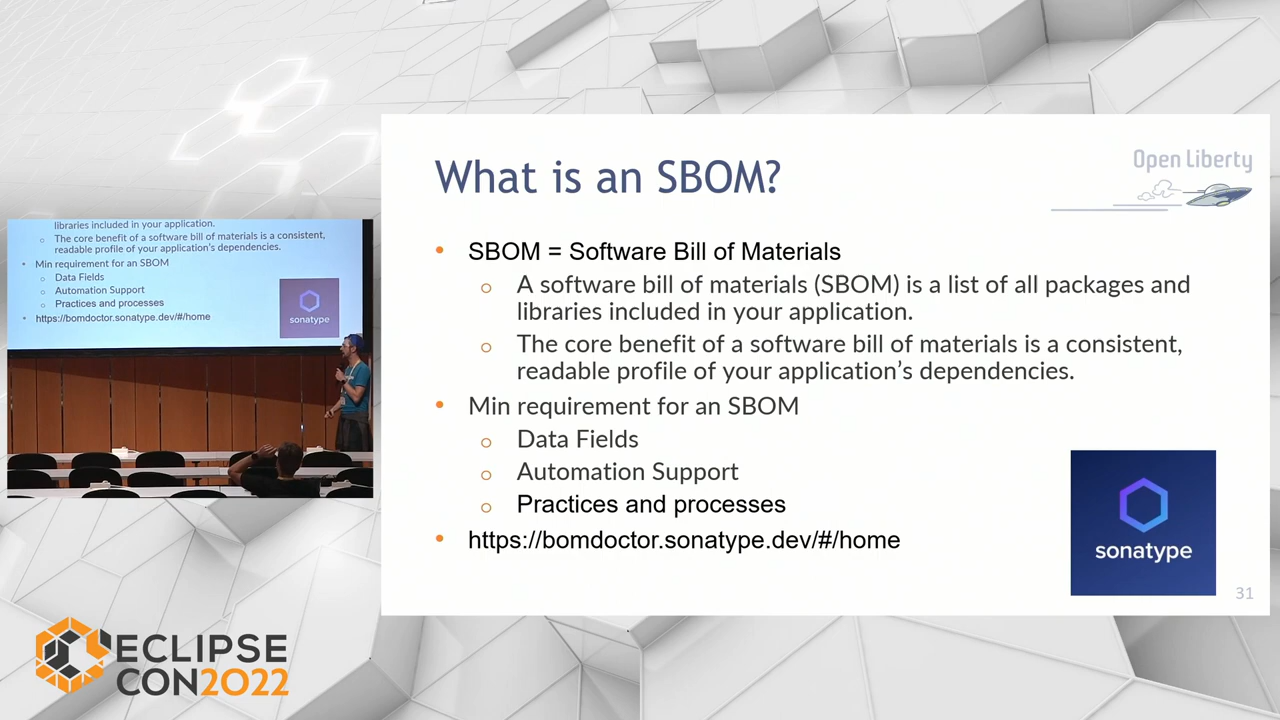 What is an SBOM?
Open Liberty
• SBOM = Software Bill of Materials
o A software bill of materials (SBOM) is a list of all packages and
libraries included in your application.
o The core benefit of a software bill of materials is a consistent,
readable profile of your application’s dependencies.
• Min requirement for an SBOM
o Data Fields
o Automation Support
o Practices and processes
• https://bomdoctor.sonatype.dev/#/home
sonatype
31
libraries included in your application.
o The core benefit of a software bill of materials is a consistent,
readable profile of your application’s dependencies.
• Min requirement for an SBOM
o Data Fields
o Automation Support
o Practices and processes
• https://bomdoctor.sonatype.dev/#/home
sonatype
ECLIPSE
CON2022